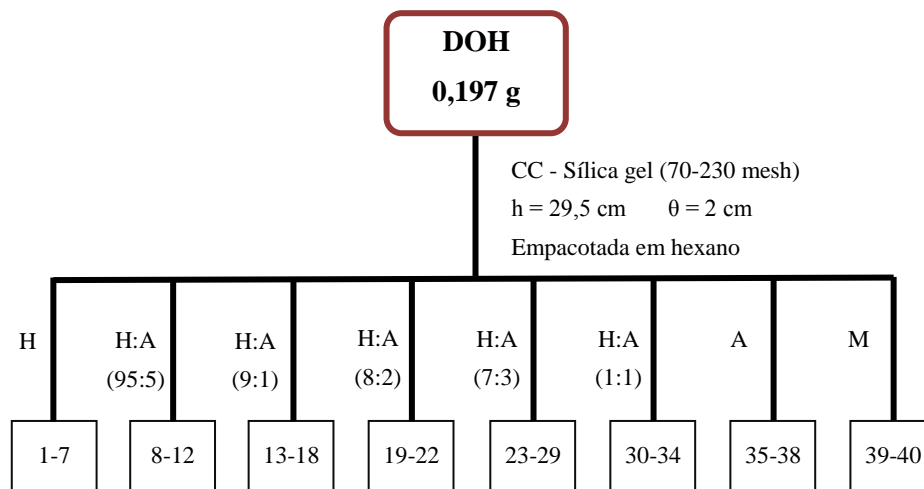 DOH
0,197 g
CC - Sílica gel (70-230 mesh)
h = 29,5 cm θ = 2 cm
Empacotada em hexano
H
H:A
(95:5)
H:A
(9:1)
H:A
(8:2)
H:A
(7:3)
H:A
(1:1)
A
M
1-7
8-12
13-18
19-22
23-29
30-34
35-38
39-40